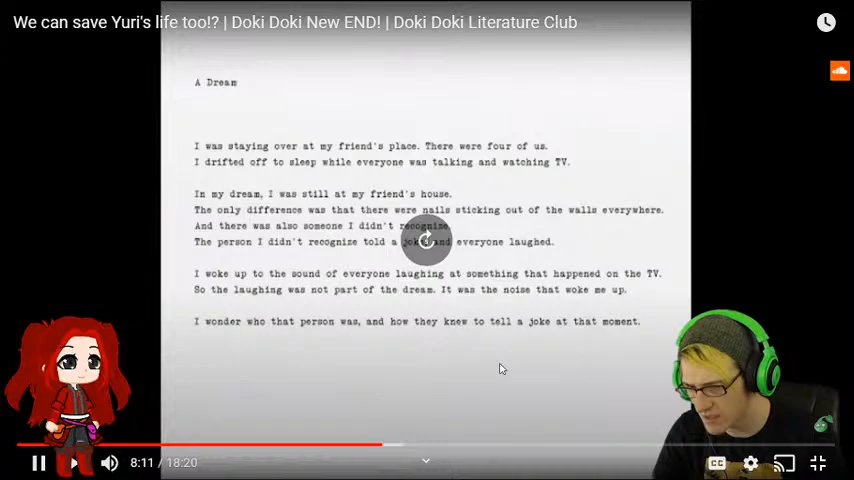 We can save Yuri's life too!? | Doki Doki New END! | Doki Doki Literature Club
A Dream
I was staying over at my friend's place. There were four of us.
I drifted off to sleep while everyone was talking and watching TV.
In my dream, I was still at my friend's house.
The only difference was that there were nails sticking out of the walls everywhere.
And there was also someone I didn't recognize.
The person I didn't recognize told a joke and everyone laughed.
I woke up to the sound of everyone laughing at something that happened on the TV.
So the laughing was not part of the dream. It was the noise that woke me up.
I wonder who that person was, and how they knew to tell a joke at that moment.
8:11 / 18:20
CC